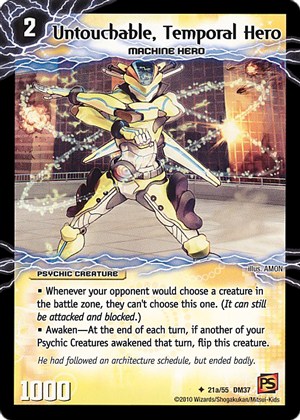 2
Untouchable, Temporal Hero
MACHINE HERO
illus. AMON
PSYCHIC CREATURE
▪ Whenever your opponent would choose a creature
in the battle zone, they can't choose this one. (It can still
be attacked and blocked.)
▪ Awaken—At the end of each turn, if another of your
Psychic Creatures awakened that turn, flip this creature.
He had followed an architecture schedule, but ended badly.
1000
♦ 21a/55 DM37
©2010 Wizards/Shogakukan/Mitsui-Kids
PS